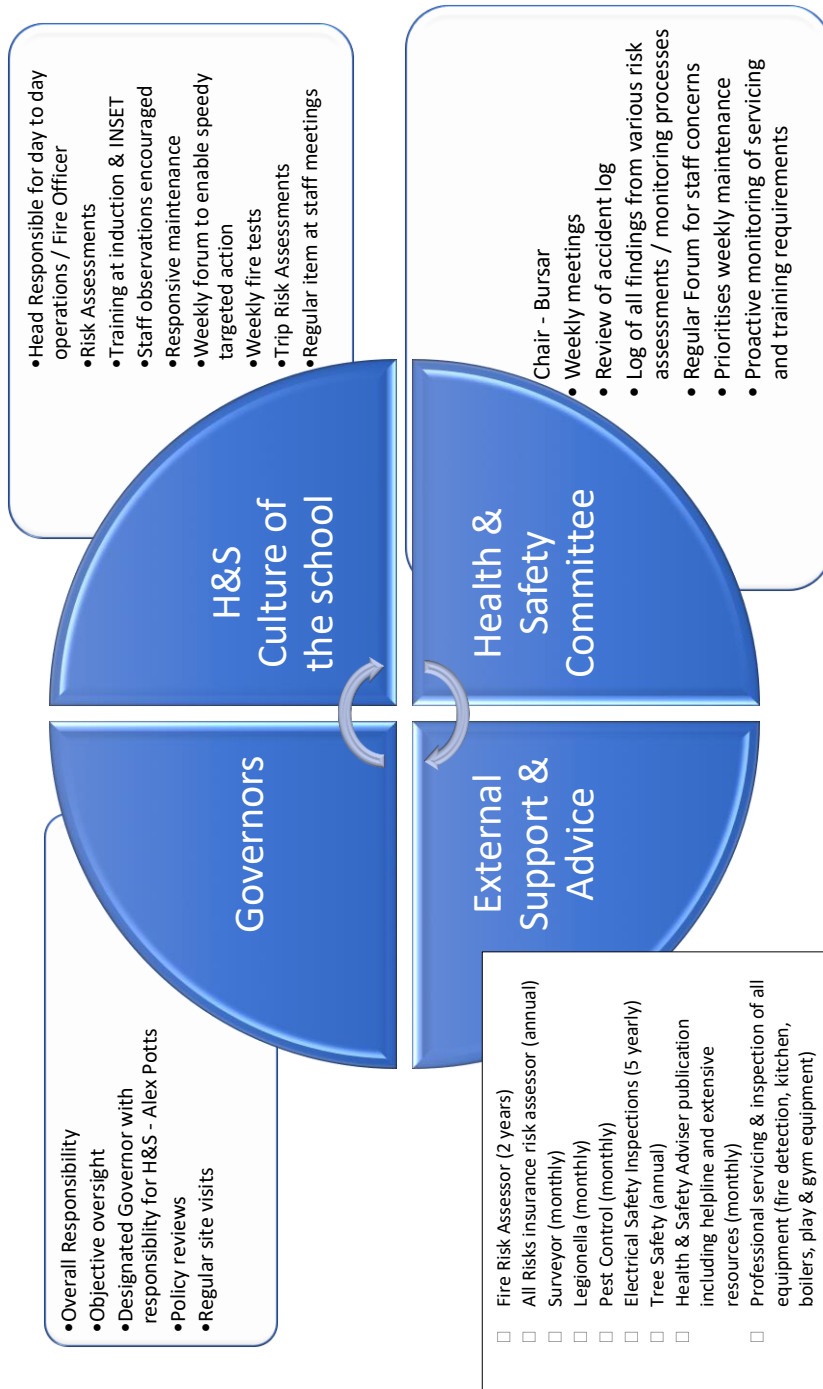 •Overall Responsibility
•Objective oversight
•Designated Governor with
responsiblity for H&S - Alex Potts
•Policy reviews
•Regular site visits
•Head Responsible for day to day
operations / Fire Officer
•Risk Assessments
•Training at induction & INSET
•Staff observations encouraged
•Responsive maintenance
•Weekly forum to enable speedy
targeted action
•Weekly fire tests
•Trip Risk Assessments
•Regular item at staff meetings
Governors
H&S
Culture of
the school
External
Support &
Advice
Health &
Safety
Committee
□ Fire Risk Assessor (2 years)
□ All Risks insurance risk assessor (annual)
□ Surveyor (monthly)
□ Legionella (monthly)
□ Pest Control (monthly)
□ Electrical Safety Inspections (5 yearly)
□ Tree Safety (annual)
□ Health & Safety Adviser publication
including helpline and extensive
resources (monthly)
□ Professional servicing & inspection of all
equipment (fire detection, kitchen,
boilers, play & gym equipment)
Chair - Bursar
• Weekly meetings
• Review of accident log
• Log of all findings from various risk
assessments / monitoring processes
• Regular Forum for staff concerns
• Prioritises weekly maintenance
• Proactive monitoring of servicing
and training requirements